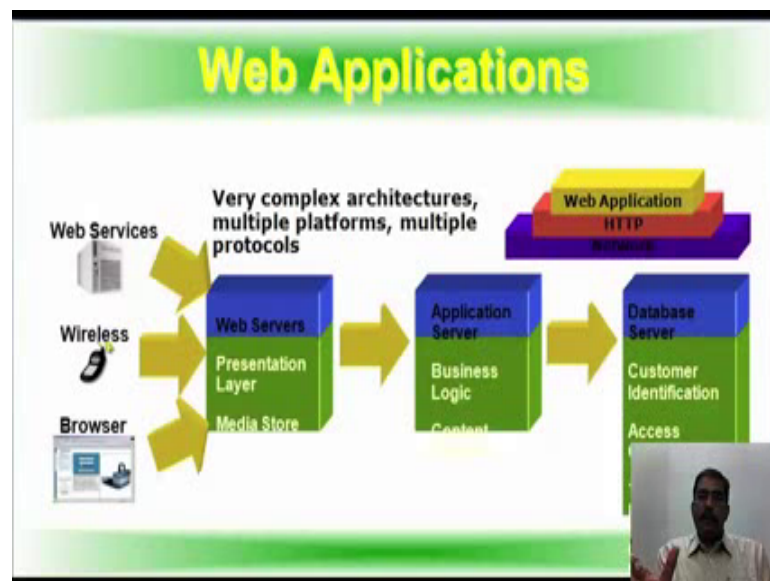 Web Applications
Very complex architectures,
multiple platforms, multiple
protocols
Web Application
HTTP
Network
Web Services
Wireless
Browser
Web Servers
Presentation
Layer
Media Store
Application
Server
Business
Logic
Content
Database
Server
Customer
Identification
Access